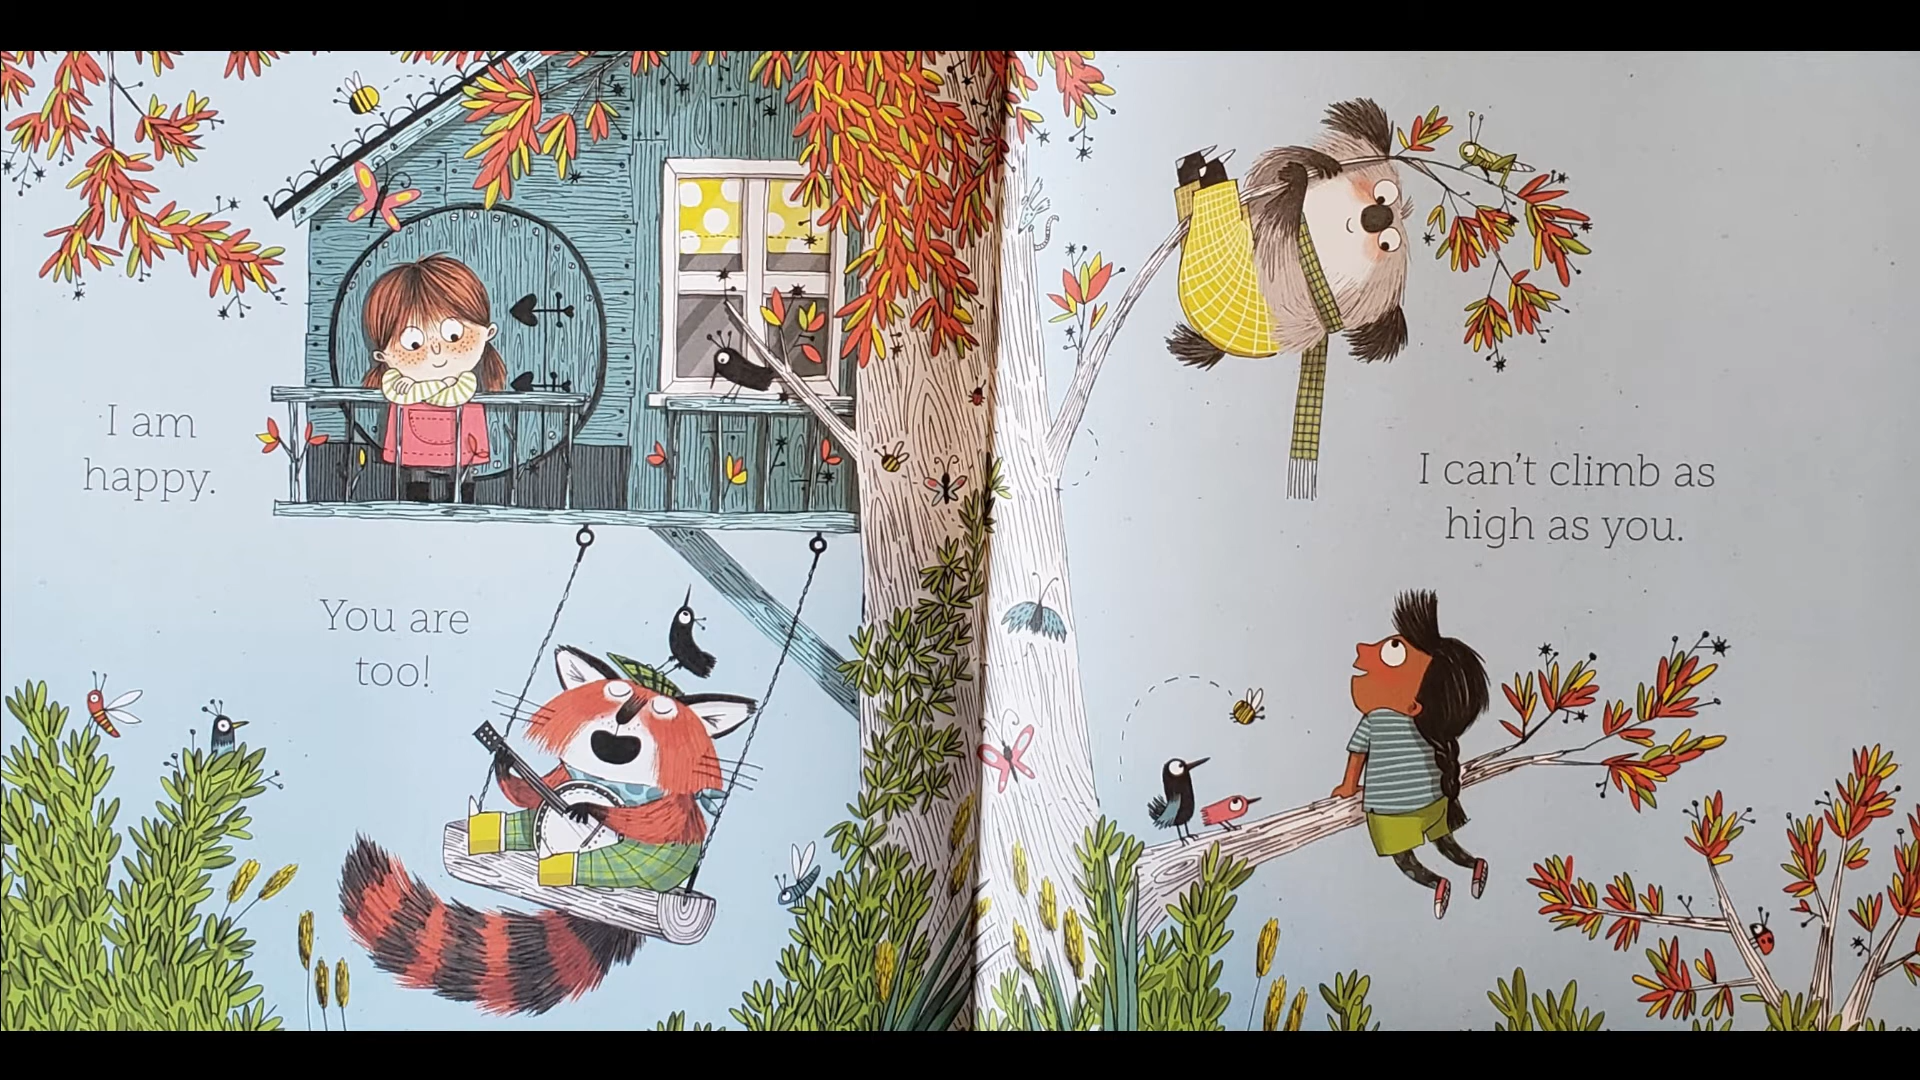 I am
happy.
You are
too!
I can't climb as
high as you.